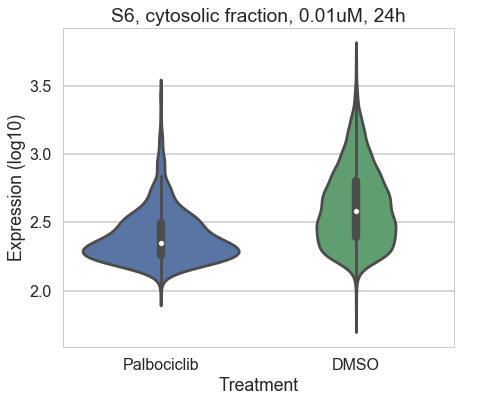 S6, cytosolic fraction, 0.01uM, 24h
Expression (log10)
3.5
3.0
2.5
2.0
Palbociclib DMSO
Treatment